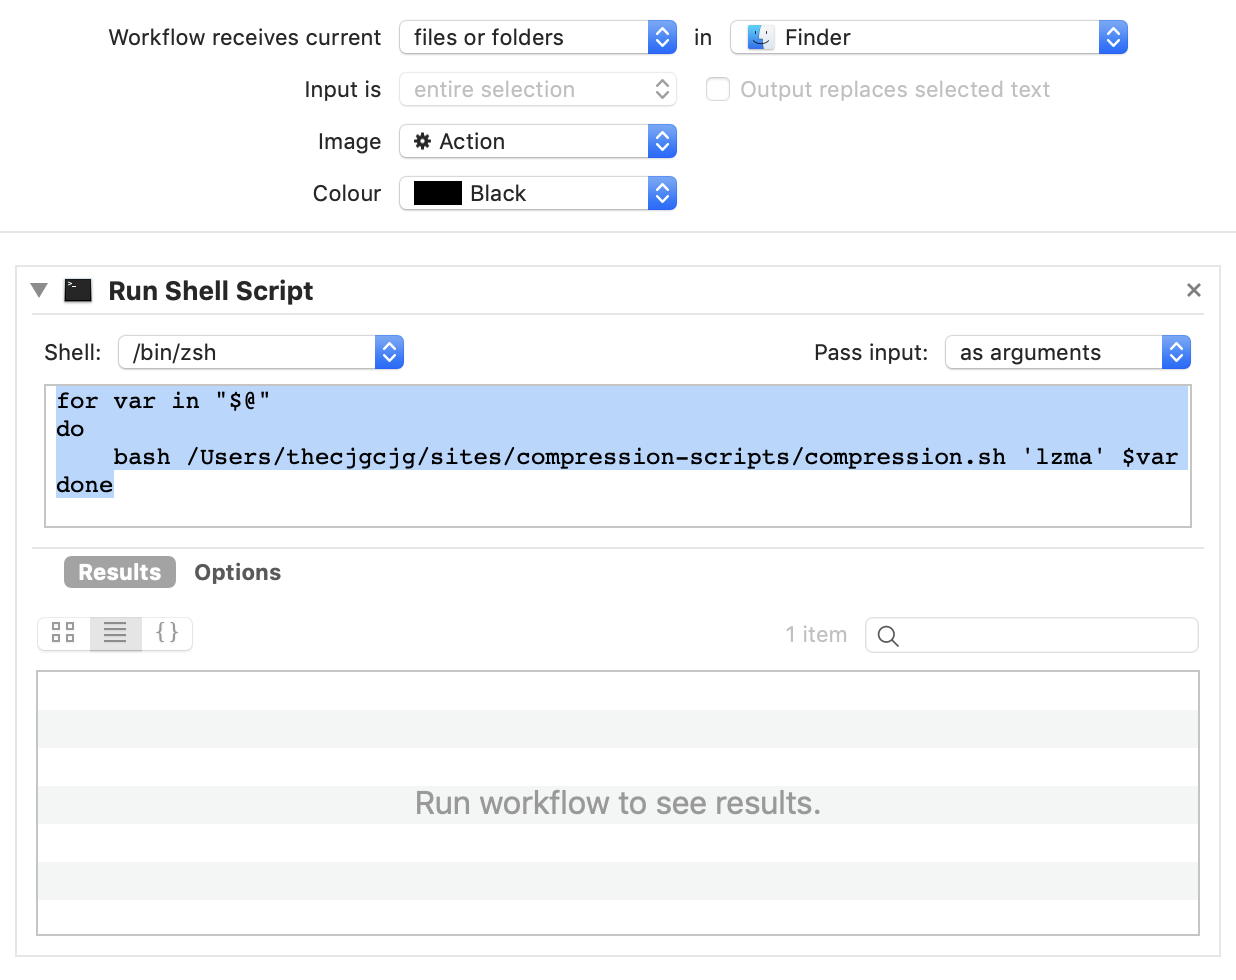 Workflow receives current files or folders in Finder
Input is entire selection Output replaces selected text
Image Action
Colour Black
Run Shell Script
Shell: /bin/zsh Pass input: as arguments
for var in "$@"
do
    bash /Users/thecjgcjg/sites/compression-scripts/compression.sh 'lzma' $var
done
Results Options
{} 1 item
Run workflow to see results.